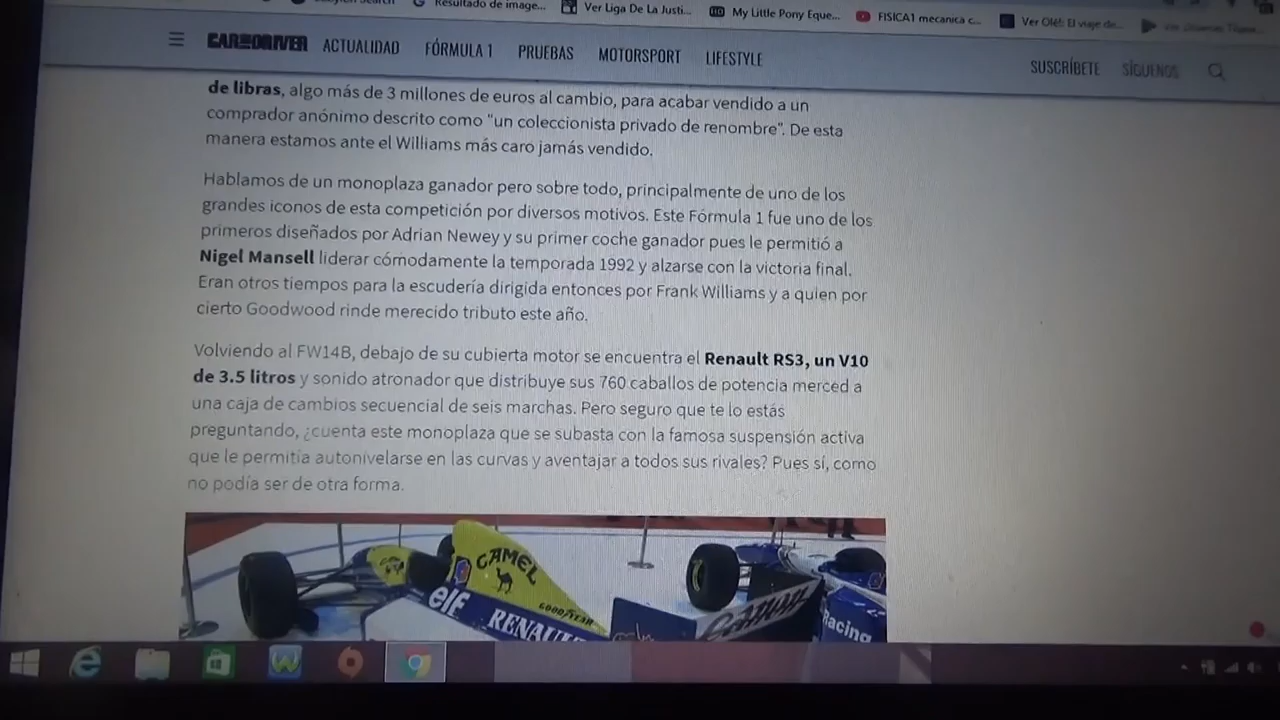 Resultado de image...
Ver Liga De La Justi...
My Little Pony Eque...
FISICA1 mecanica c...
Ver Olé!: El viaje de...
CAR AND DRIVER ACTUALIDAD FÓRMULA 1 PRUEBAS MOTORSPORT LIFESTYLE SUSCRÍBETE SÍGUENOS
de libras, algo más de 3 millones de euros al cambio, para acabar vendido a un
comprador anónimo descrito como "un coleccionista privado de renombre". De esta
manera estamos ante el Williams más caro jamás vendido.
Hablamos de un monoplaza ganador pero sobre todo, principalmente de uno de los
grandes iconos de esta competición por diversos motivos. Este Fórmula 1 fue uno de los
primeros diseñados por Adrian Newey y su primer coche ganador pues le permitió a
Nigel Mansell liderar cómodamente la temporada 1992 y alzarse con la victoria final.
Eran otros tiempos para la escudería dirigida entonces por Frank Williams y a quien por
cierto Goodwood rinde merecido tributo este año.
Volviendo al FW14B, debajo de su cubierta motor se encuentra el Renault RS3, un V10
de 3.5 litros y sonido atronador que distribuye sus 760 caballos de potencia merced a
una caja de cambios secuencial de seis marchas. Pero seguro que te lo estás
preguntando, ¿cuenta este monoplaza que se subasta con la famosa suspensión activa
que le permitía autonivelarse en las curvas y aventajar a todos sus rivales? Pues sí, como
no podía ser de otra forma.
CAMEL
GOODYEAR
elf RENAULT
Racing